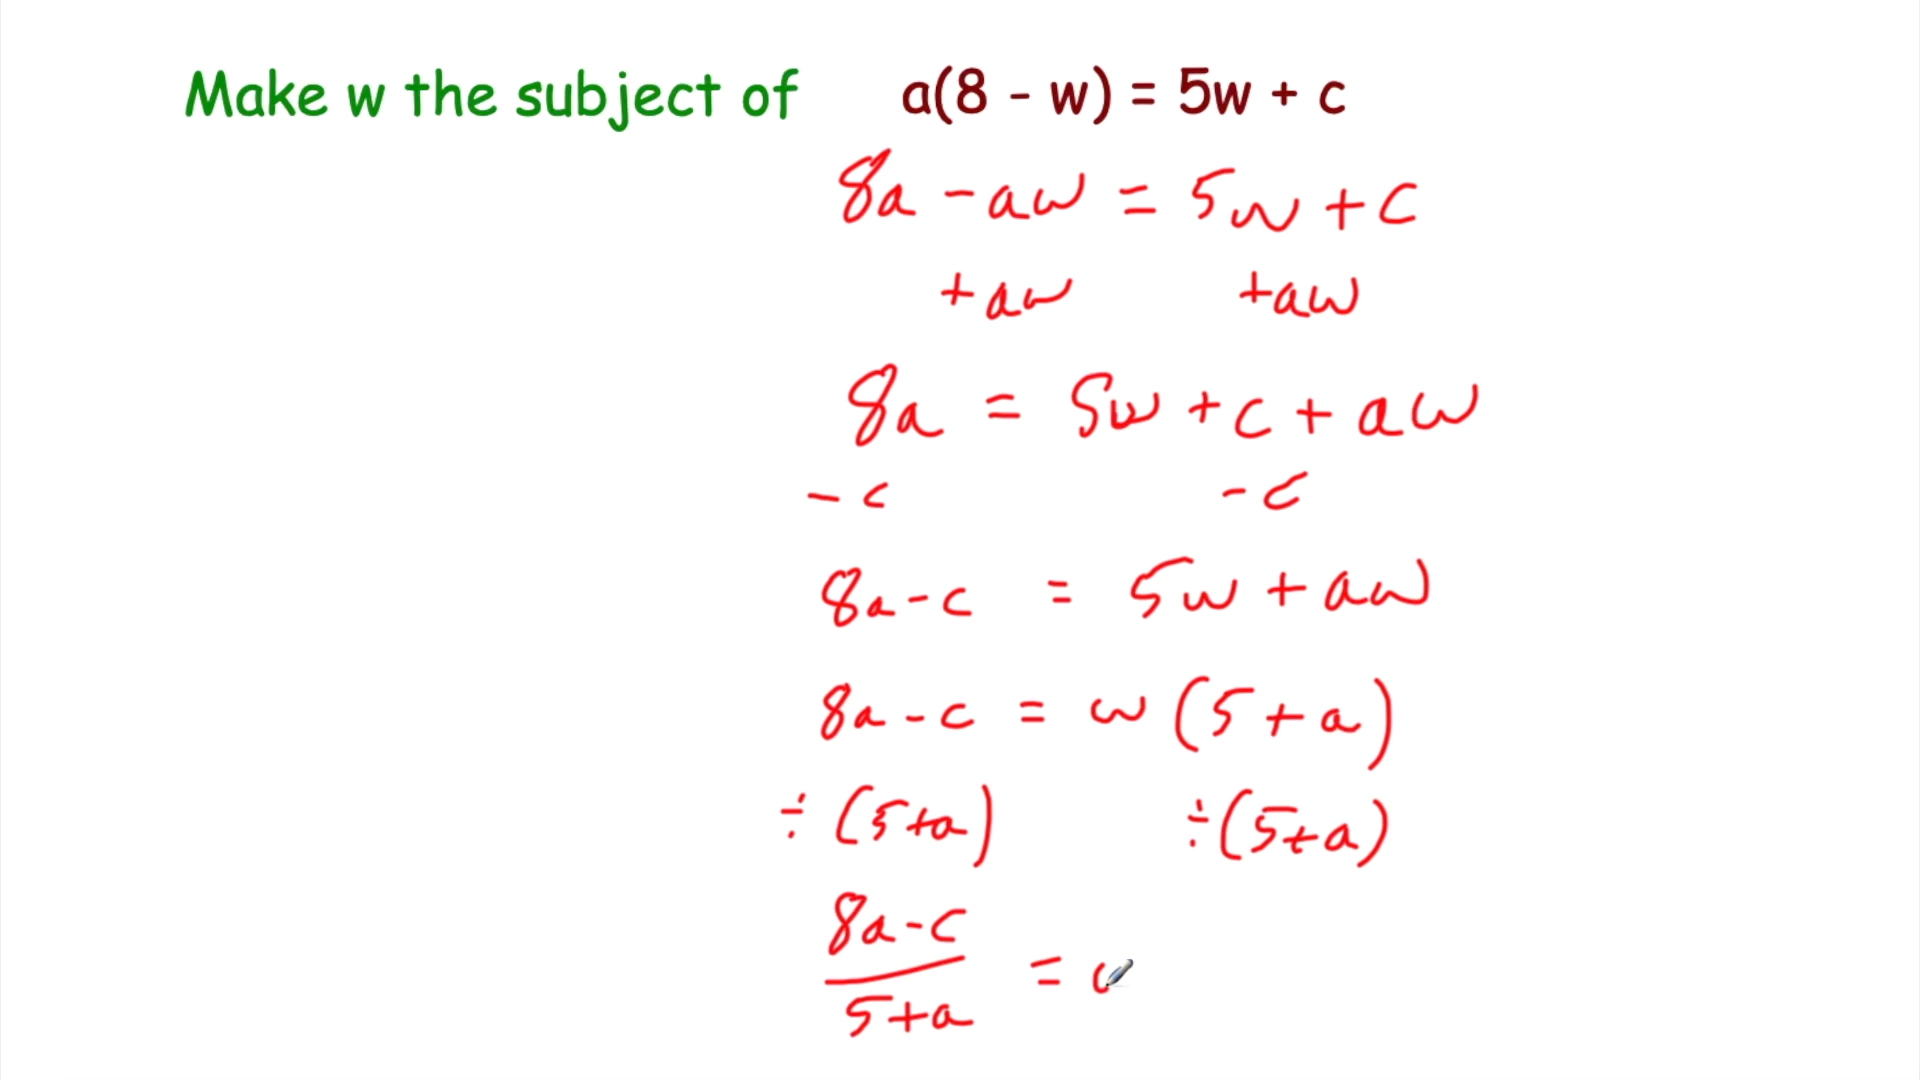 Make w the subject of a(8 - w) = 5w + c
8a - aw = 5w + c
+aw +aw
8a = 5w + c + aw
- c - c
8a - c = 5w + aw
8a - c = w (5 + a)
÷ (5+a) ÷ (5+a)
8a - c
5+a
=